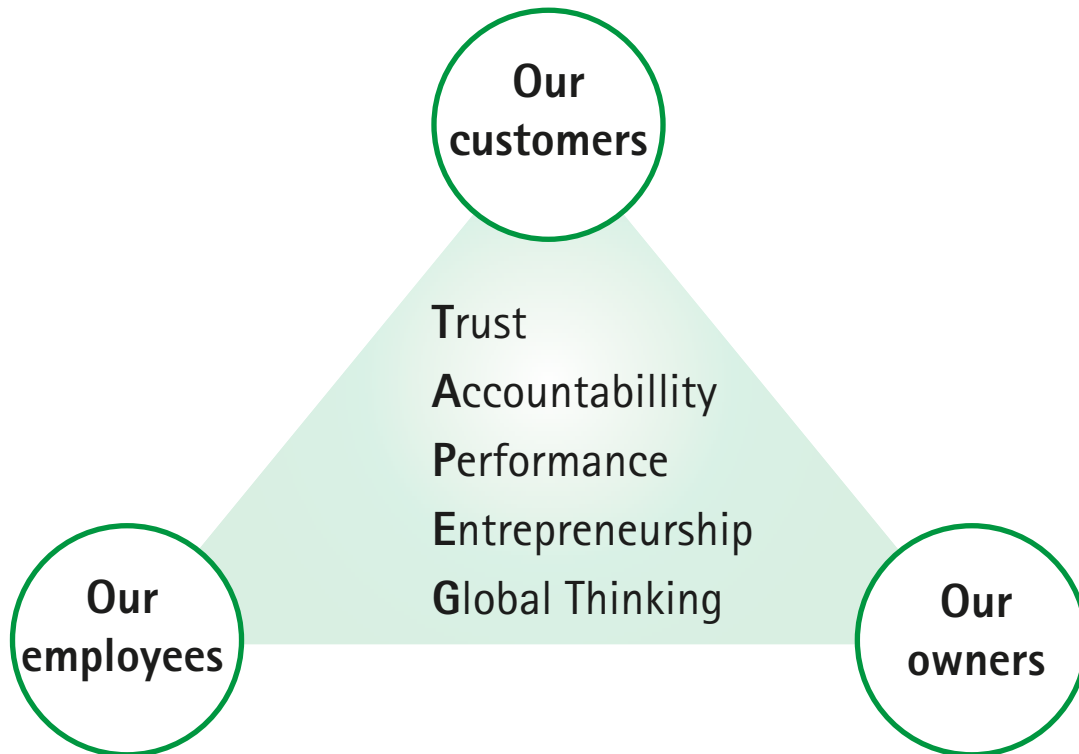 Our
customers
Trust
Accountabillity
Performance
Entrepreneurship
Global Thinking
Our
employees
Our
owners